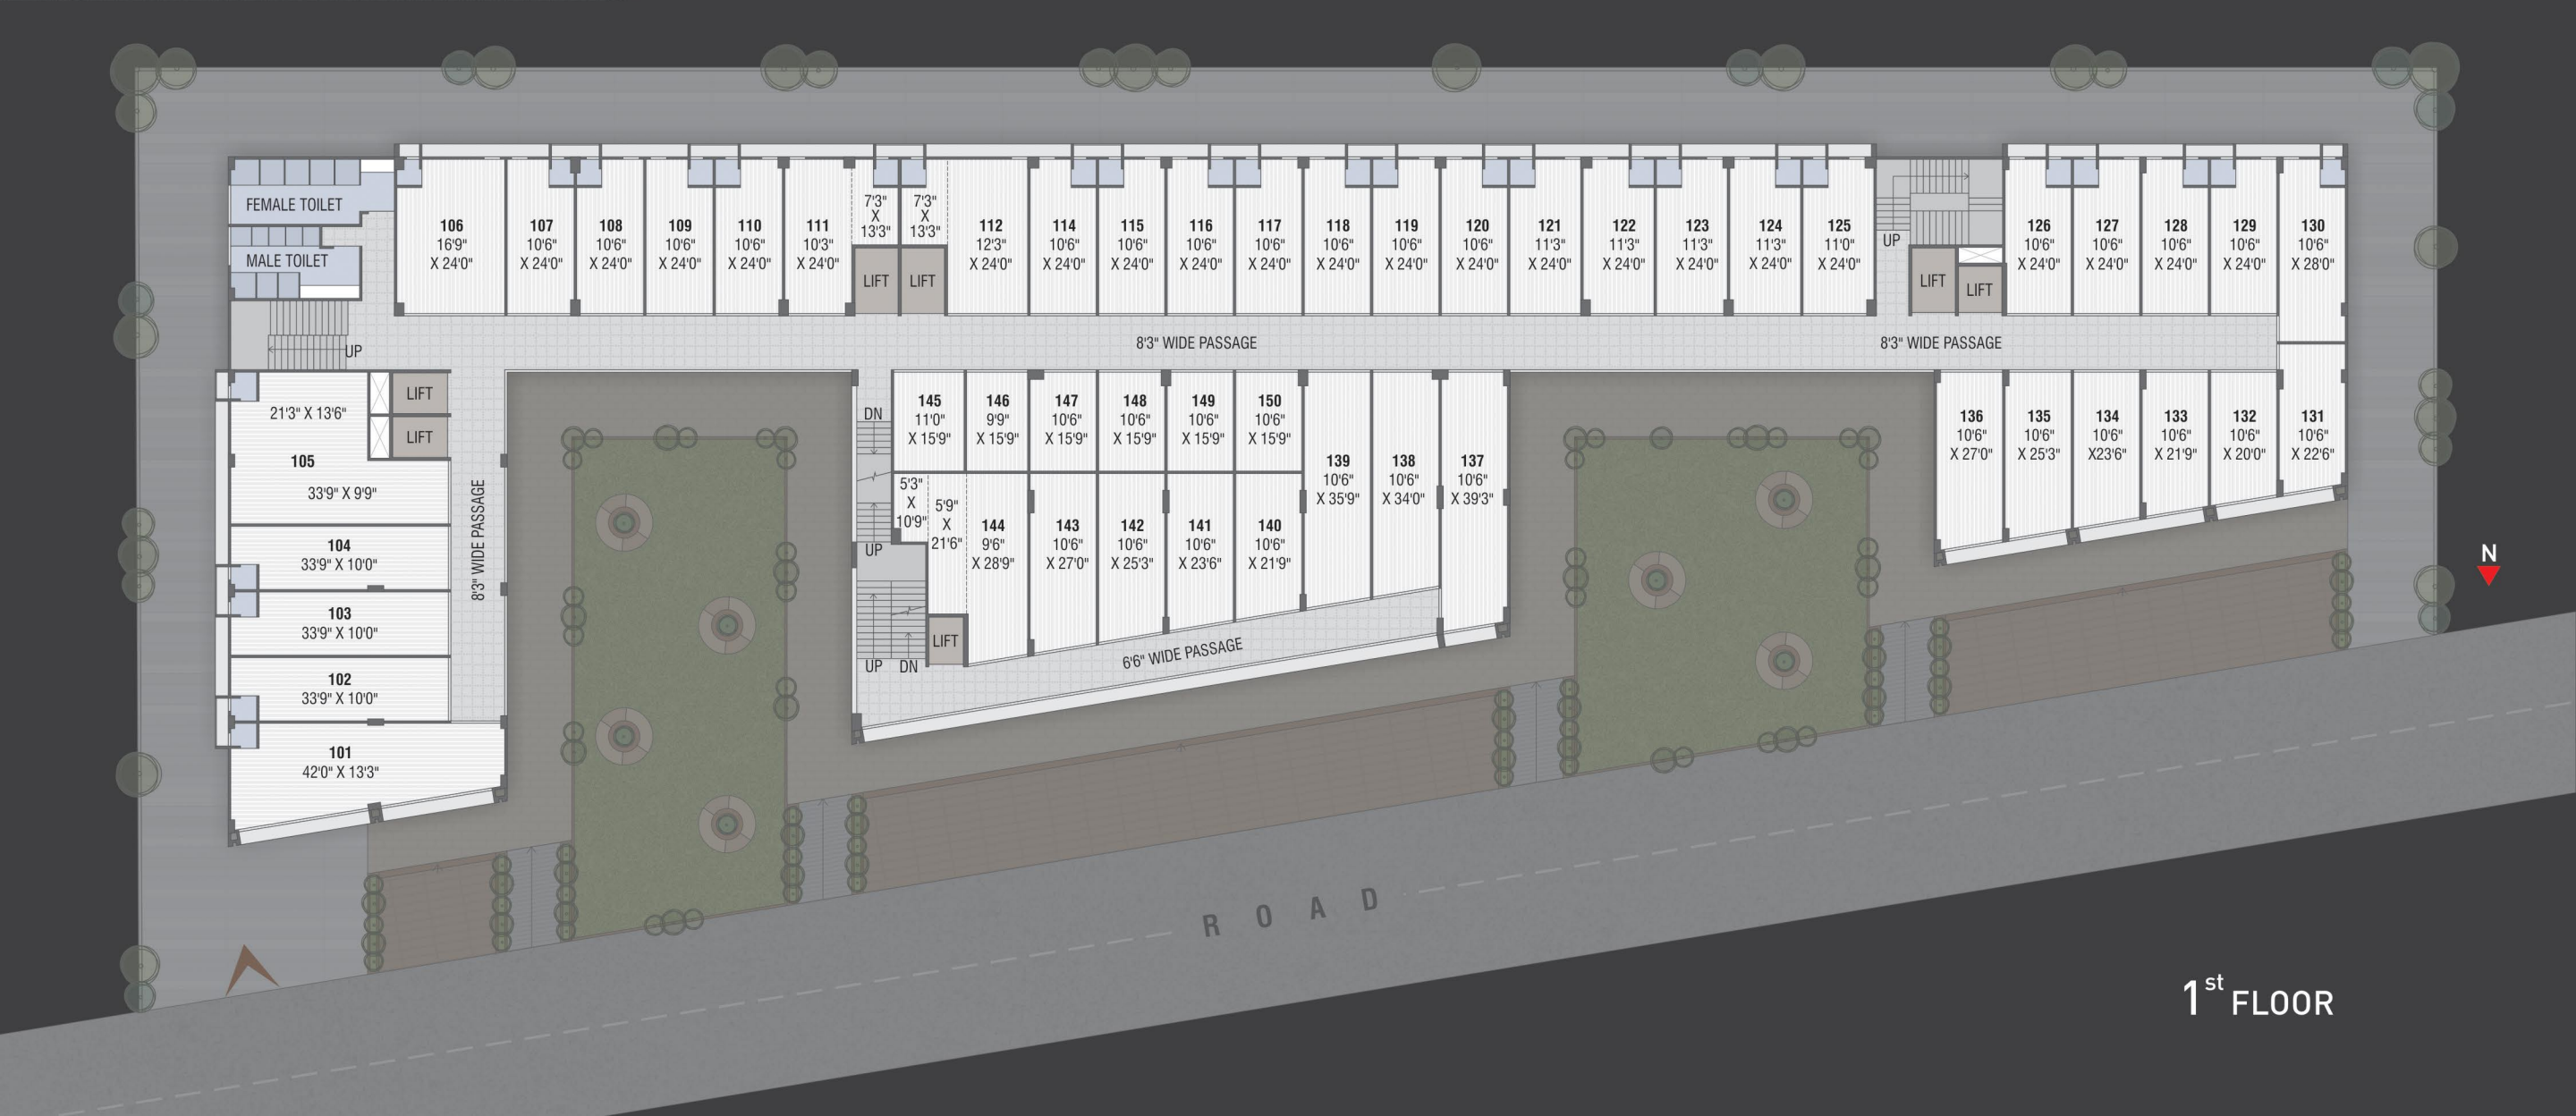 FEMALE TOILET
MALE TOILET
UP
106
16'9"
X 24'0"
107
10'6"
X 24'0"
108
10'6"
X 24'0"
109
10'6"
X 24'0"
110
10'6"
X 24'0"
111
10'3"
X 24'0"
7'3"
X
13'3"
LIFT
7'3"
X
13'3"
LIFT
112
12'3"
X 24'0"
114
10'6"
X 24'0"
115
10'6"
X 24'0"
116
10'6"
X 24'0"
117
10'6"
X 24'0"
118
10'6"
X 24'0"
119
10'6"
X 24'0"
120
10'6"
X 24'0"
121
11'3"
X 24'0"
122
11'3"
X 24'0"
123
11'3"
X 24'0"
124
11'3"
X 24'0"
125
11'0"
X 24'0"
UP
LIFT
LIFT
126
10'6"
X 24'0"
127
10'6"
X 24'0"
128
10'6"
X 24'0"
129
10'6"
X 24'0"
130
10'6"
X 28'0"
8'3" WIDE PASSAGE
8'3" WIDE PASSAGE
21'3" X 13'6"
LIFT
LIFT
105
33'9" X 9'9"
104
33'9" X 10'0"
103
33'9" X 10'0"
102
33'9" X 10'0"
101
42'0" X 13'3"
8'3" WIDE PASSAGE
DN
UP
UP
DN
145
11'0"
X 15'9"
146
9'9"
X 15'9"
147
10'6"
X 15'9"
148
10'6"
X 15'9"
149
10'6"
X 15'9"
150
10'6"
X 15'9"
5'3"
X
10'9"
5'9"
X
21'6"
LIFT
144
9'6"
X 28'9"
143
10'6"
X 27'0"
142
10'6"
X 25'3"
141
10'6"
X 23'6"
140
10'6"
X 21'9"
139
10'6"
X 35'9"
138
10'6"
X 34'0"
137
10'6"
X 39'3"
6'6" WIDE PASSAGE
136
10'6"
X 27'0"
135
10'6"
X 25'3"
134
10'6"
X23'6"
133
10'6"
X 21'9"
132
10'6"
X 20'0"
131
10'6"
X 22'6"
N
ROAD
1st FLOOR